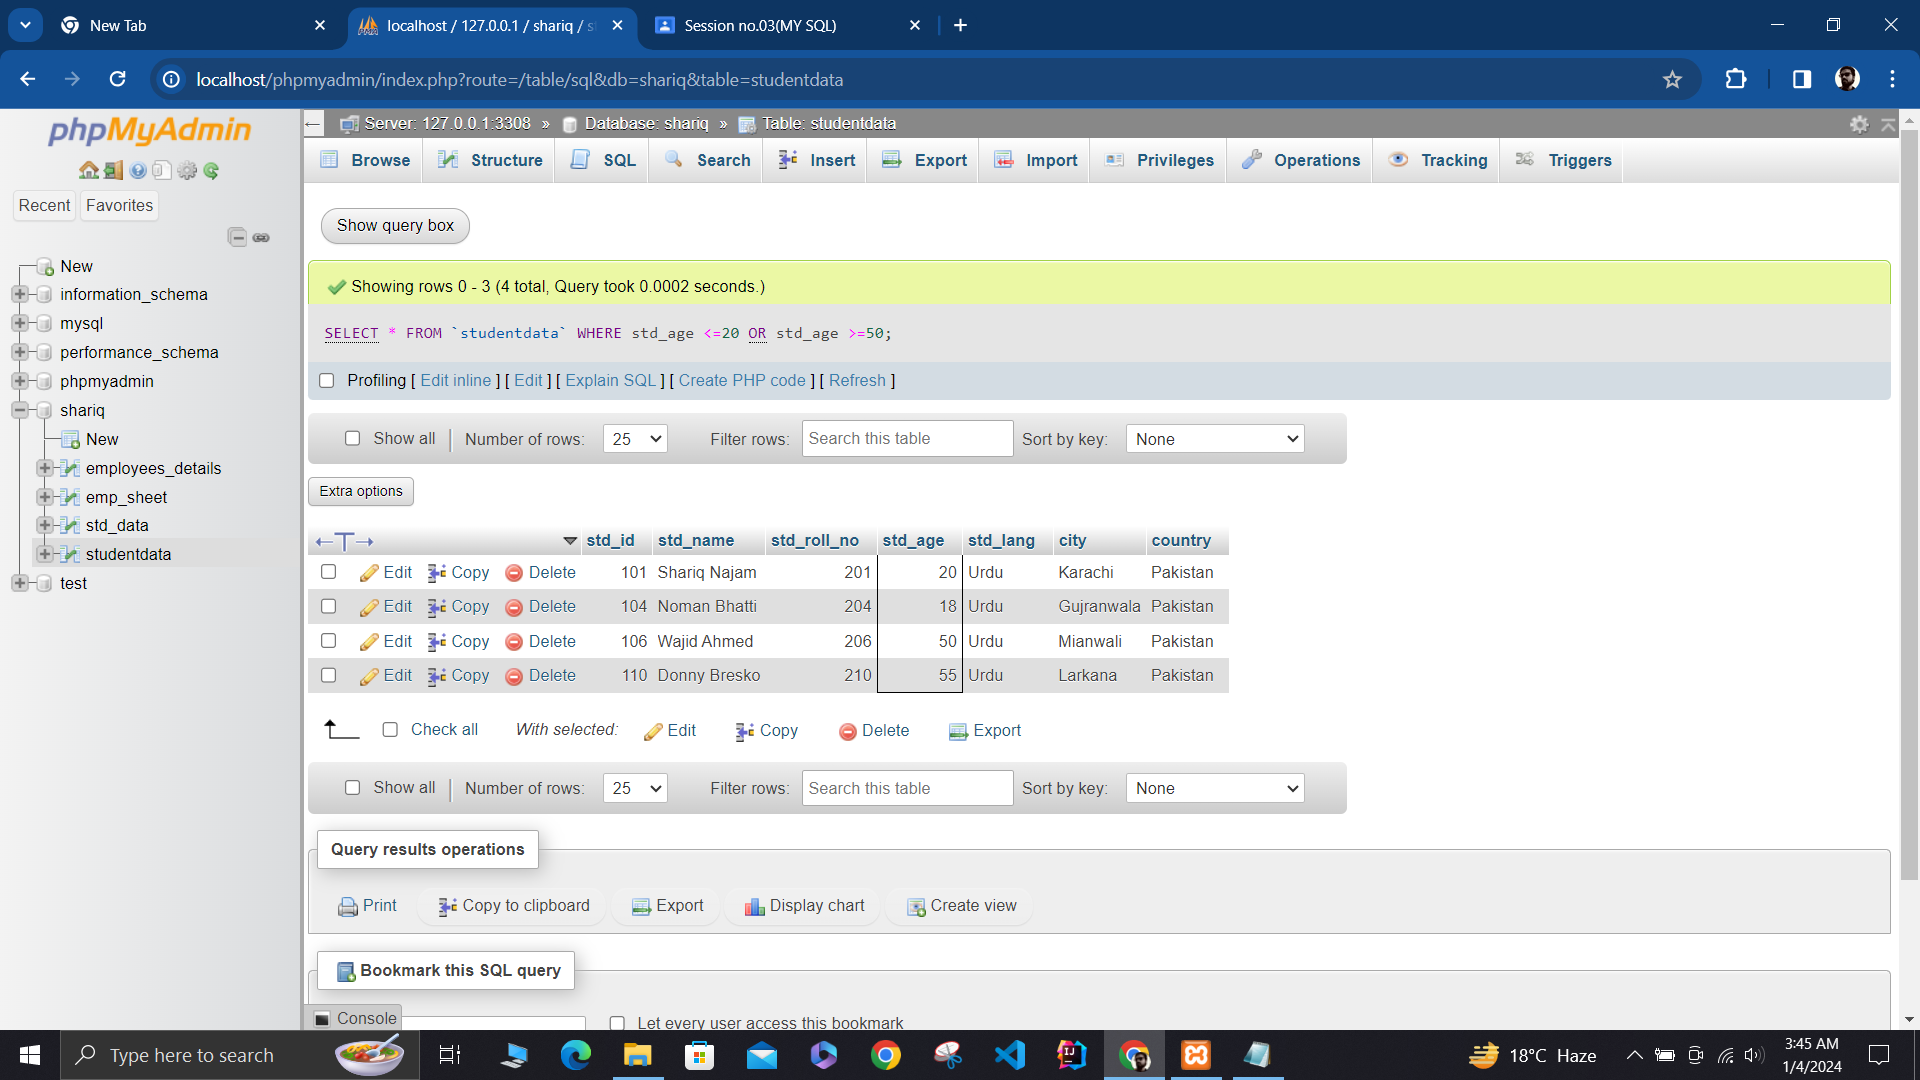 New Tab
localhost / 127.0.0.1 / shariq / s
Session no.03(MY SQL)
localhost/phpmyadmin/index.php?route=/table/sql&db=shariq&table=studentdata
phpMyAdmin
Server: 127.0.0.1:3308 » Database: shariq » Table: studentdata
Browse Structure SQL Search Insert Export Import Privileges Operations Tracking Triggers
Recent Favorites
New
information_schema
mysql
performance_schema
phpmyadmin
shariq
New
employees_details
emp_sheet
std_data
studentdata
test
Show query box
Showing rows 0 - 3 (4 total, Query took 0.0002 seconds.)
SELECT * FROM `studentdata` WHERE std_age <=20 OR std_age >=50;
Profiling [ Edit inline ] [ Edit ] [ Explain SQL ] [ Create PHP code ] [ Refresh ]
Show all | Number of rows: 25 Filter rows: Search this table Sort by key: None
Extra options
←T→ std_id std_name std_roll_no std_age std_lang city country
Edit Copy Delete 101 Shariq Najam 201 20 Urdu Karachi Pakistan
Edit Copy Delete 104 Noman Bhatti 204 18 Urdu Gujranwala Pakistan
Edit Copy Delete 106 Wajid Ahmed 206 50 Urdu Mianwali Pakistan
Edit Copy Delete 110 Donny Bresko 210 55 Urdu Larkana Pakistan
Check all With selected: Edit Copy Delete Export
Show all | Number of rows: 25 Filter rows: Search this table Sort by key: None
Query results operations
Print Copy to clipboard Export Display chart Create view
Bookmark this SQL query
Console
Let every user access this bookmark
Type here to search
18°C Haze
3:45 AM
1/4/2024